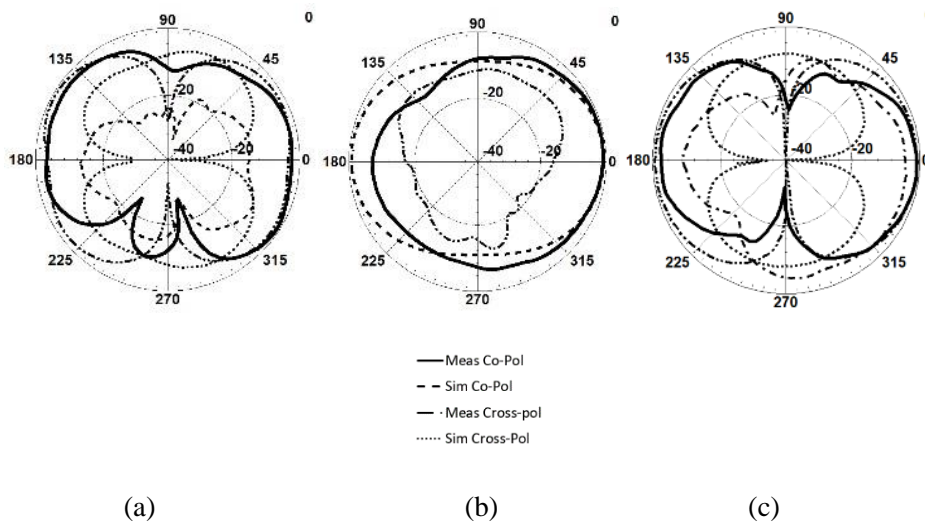 90 0 90 0 90
135 45 135 45 135 45
-20 -20 -20
180 -40 -20 0 180 -40 -20 0 180 -40 -20
225 315 225 315 225 315
270 270 270
Meas Co-Pol
Sim Co-Pol
Meas Cross-pol
Sim Cross-Pol
(a) (b) (c)